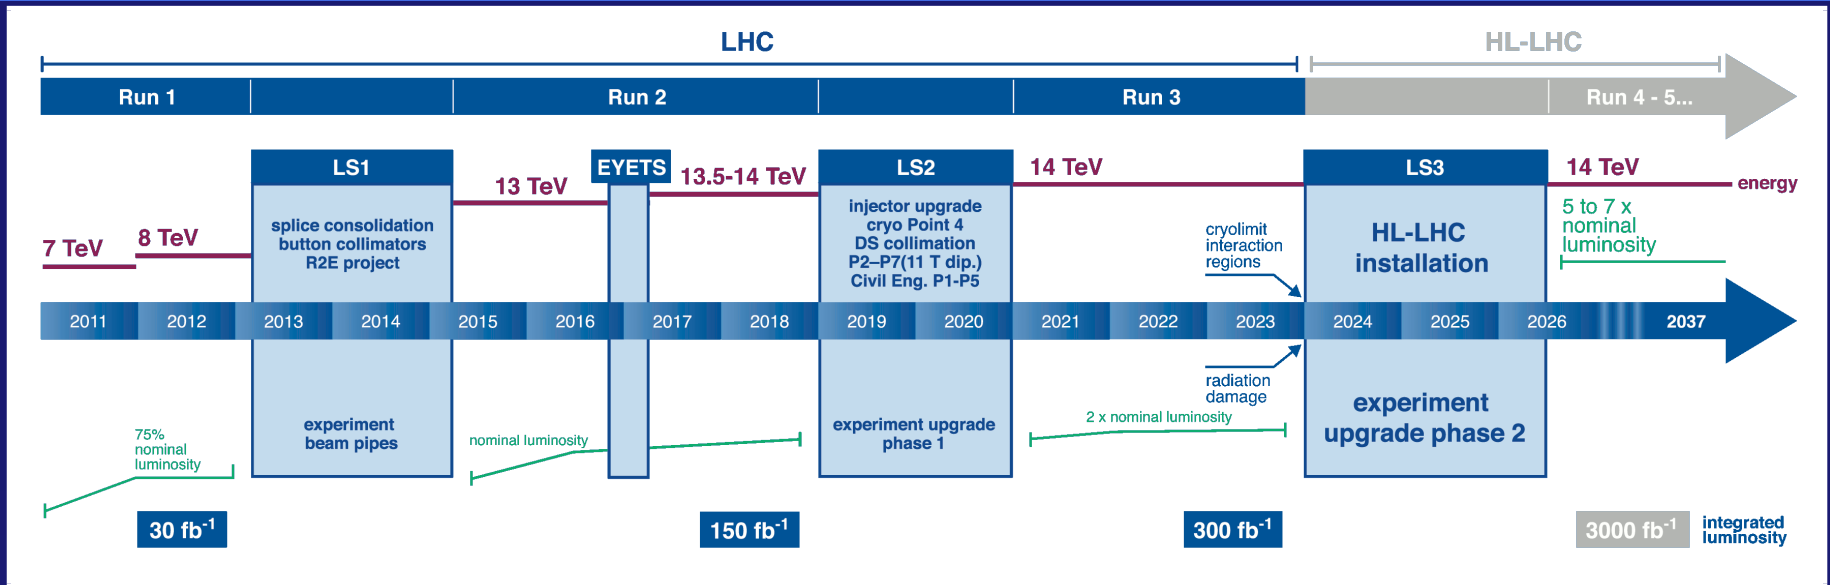 LHC
HL-LHC
Run 1
Run 2
Run 3
Run 4 - 5...
LS1
EYETS
LS2
LS3
7 TeV
8 TeV
13 TeV
13.5-14 TeV
14 TeV
14 TeV
energy
splice consolidation
button collimators
R2E project
injector upgrade
cryo Point 4
DS collimation
P2–P7(11 T dip.)
Civil Eng. P1-P5
cryolimit
interaction
regions
HL-LHC
installation
5 to 7 x
nominal
luminosity
2011
2012
2013
2014
2015
2016
2017
2018
2019
2020
2021
2022
2023
2024
2025
2026
2037
radiation
damage
75%
nominal
luminosity
experiment
beam pipes
nominal luminosity
experiment upgrade
phase 1
2 x nominal luminosity
experiment
upgrade phase 2
30 fb⁻¹
150 fb⁻¹
300 fb⁻¹
3000 fb⁻¹
integrated
luminosity